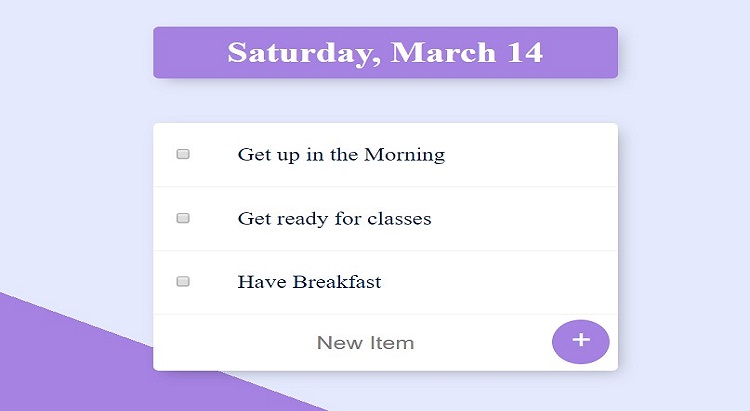 Saturday, March 14
Get up in the Morning
Get ready for classes
Have Breakfast
New Item
+